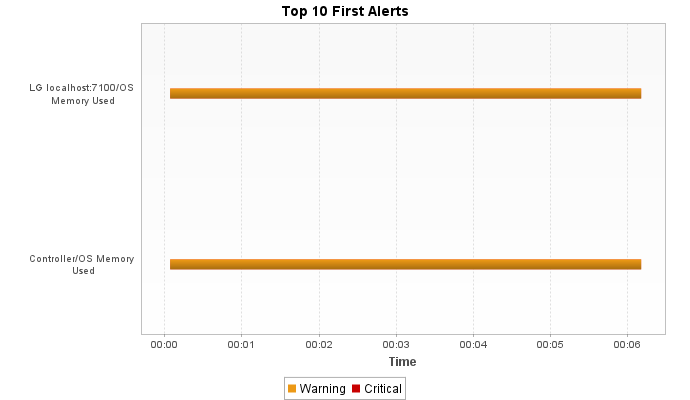 Top 10 First Alerts
LG localhost:7100/OS
Memory Used
Controller/OS Memory
Used
00:00 00:01 00:02 00:03 00:04 00:05 00:06
Time
Warning Critical